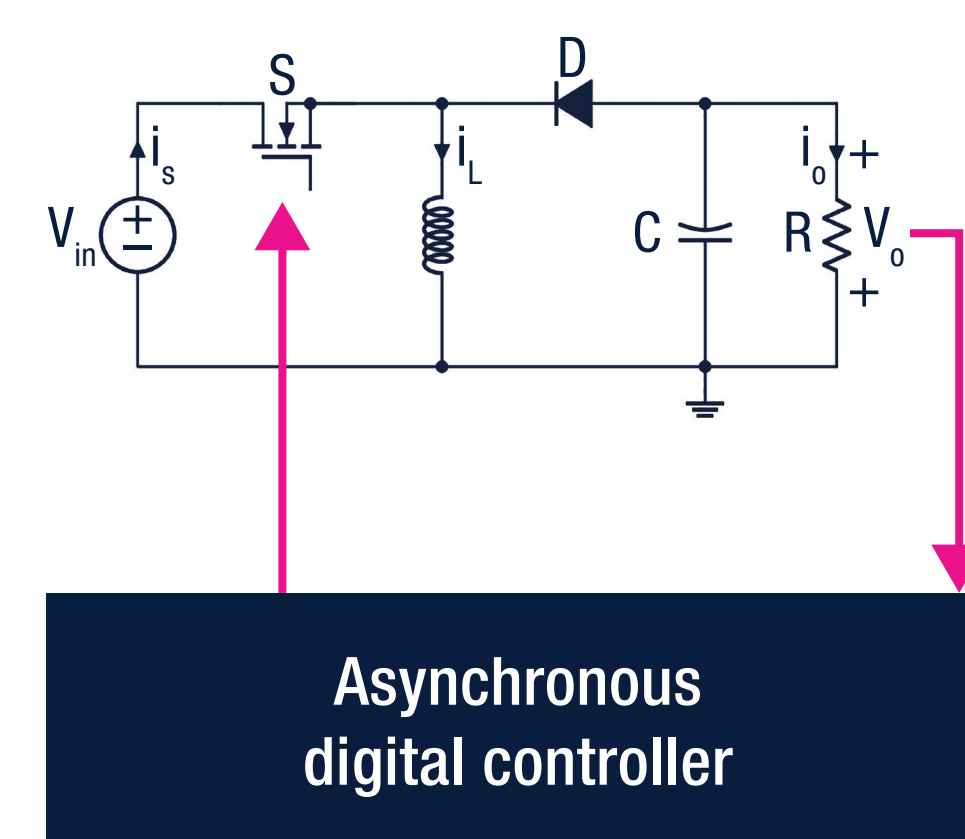 S
D
is
iL
io
+
Vin
+
−
C
R
Vo
+
Asynchronous
digital controller